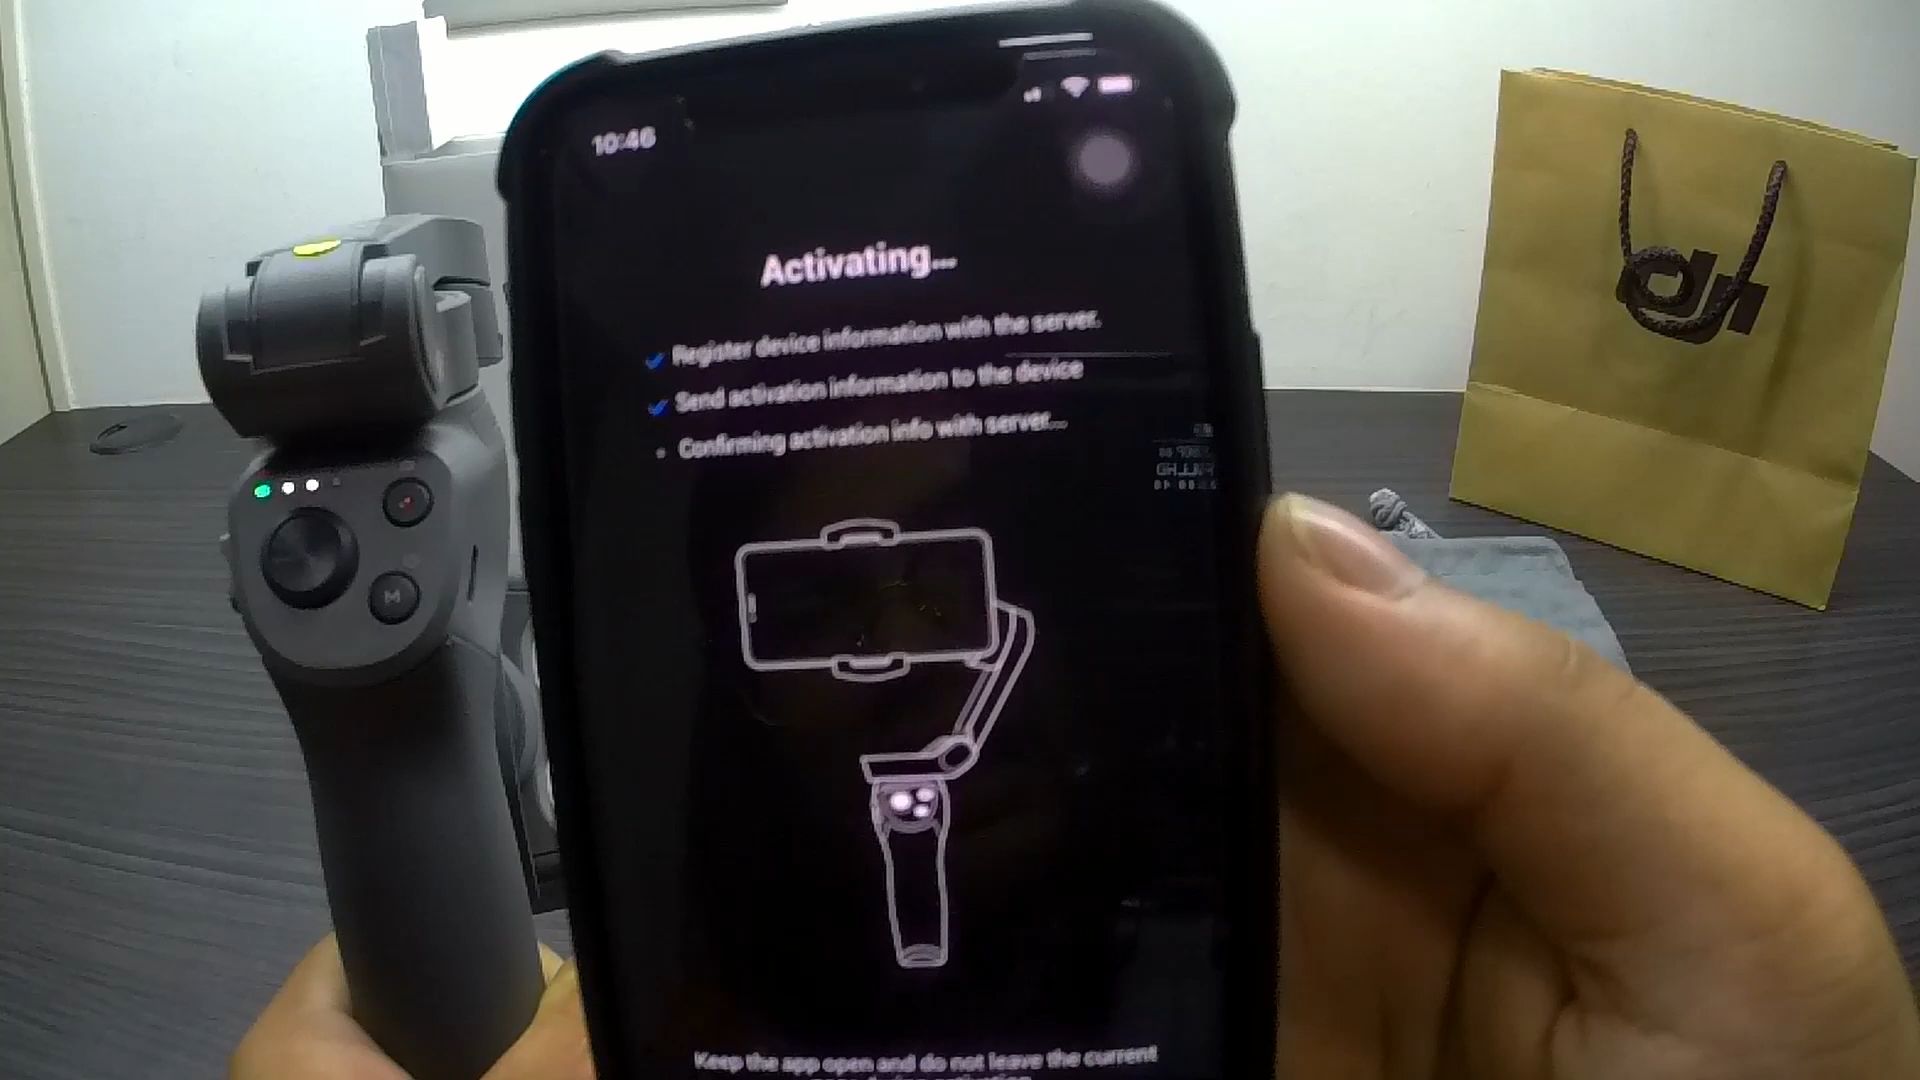 10:46
Activating...
Register device information with the server.
Send activation information to the device
Confirming activation info with server...
Keep the app open and do not leave the current
M
dji